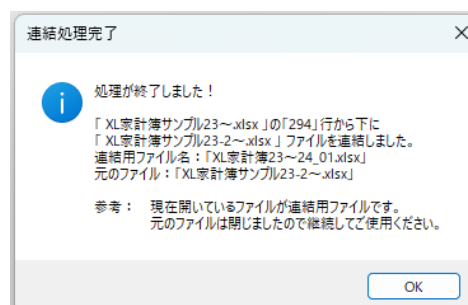 連結処理完了
処理が終了しました！
「 XL家計簿サンプル23～.xlsx 」の「294」行から下に
「 XL家計簿サンプル23-2～.xlsx 」ファイルを連結しました。
連結用ファイル名：「XL家計簿23～24_01.xlsx」
元のファイル：「XL家計簿サンプル23-2～.xlsx」
参考： 現在開いているファイルが連結用ファイルです。
元のファイルは閉じましたので継続してご使用ください。
OK